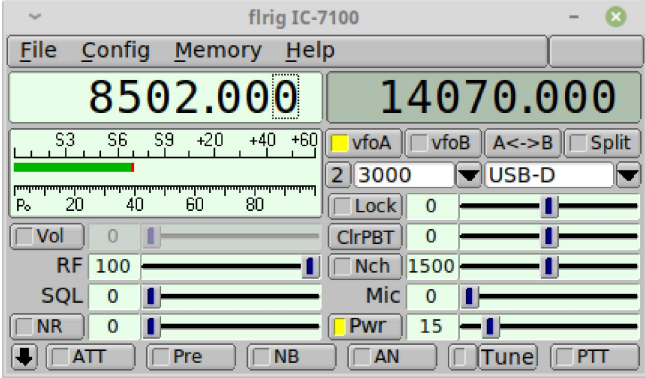 flrig IC-7100
File Config Memory Help
8502.000 14070.000
S3 S6 S9 +20 +40 +60
vfoA vfoB A<->B Split
2 3000 USB-D
Po 20 40 60 80
Lock 0
Vol 0 ClrPBT 0
RF 100 Nch 1500
SQL 0 Mic 0
NR 0 Pwr 15
ATT Pre NB AN Tune PTT